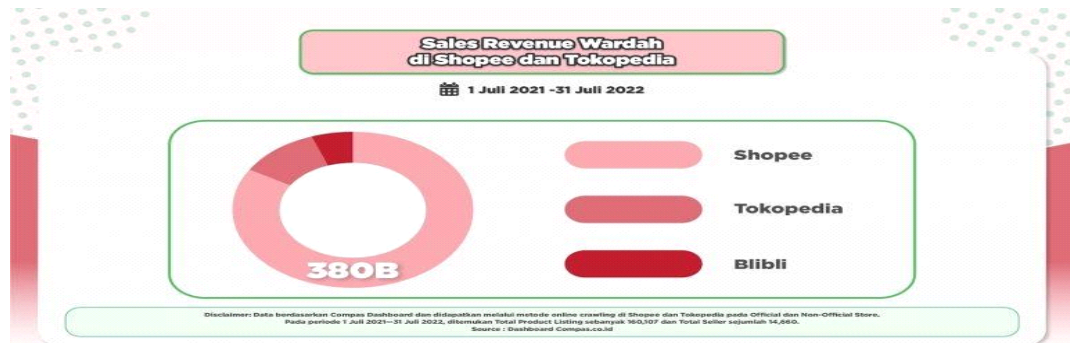 Sales Revenue Wardah
di Shopee dan Tokopedia
1 Juli 2021 -31 Juli 2022
Shopee
Tokopedia
Blibli
380B
Disclaimer: Data berdasarkan Compas Dashboard dan didapatkan melalui metode online crawling di Shopee dan Tokopedia pada Official dan Non-Official Store.
Pada periode 1 Juli 2021—31 Juli 2022, ditemukan Total Product Listing sebanyak 160,107 dan Total Seller sejumlah 14,660.
Source : Dashboard Compas.co.id